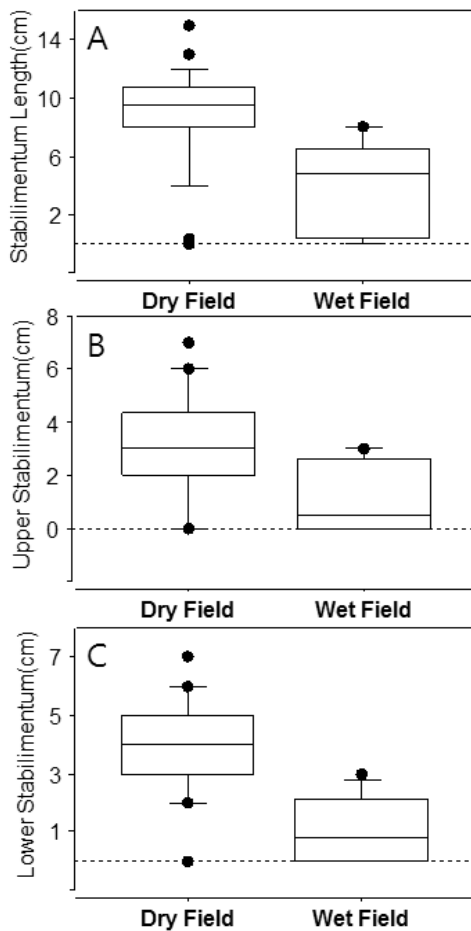 A
Stabilimentum Length(cm)
14
10
6
2
Dry Field Wet Field
B
Upper Stabilimentum(cm)
8
6
4
2
0
Dry Field Wet Field
C
Lower Stabilimentum(cm)
7
5
3
1
Dry Field Wet Field